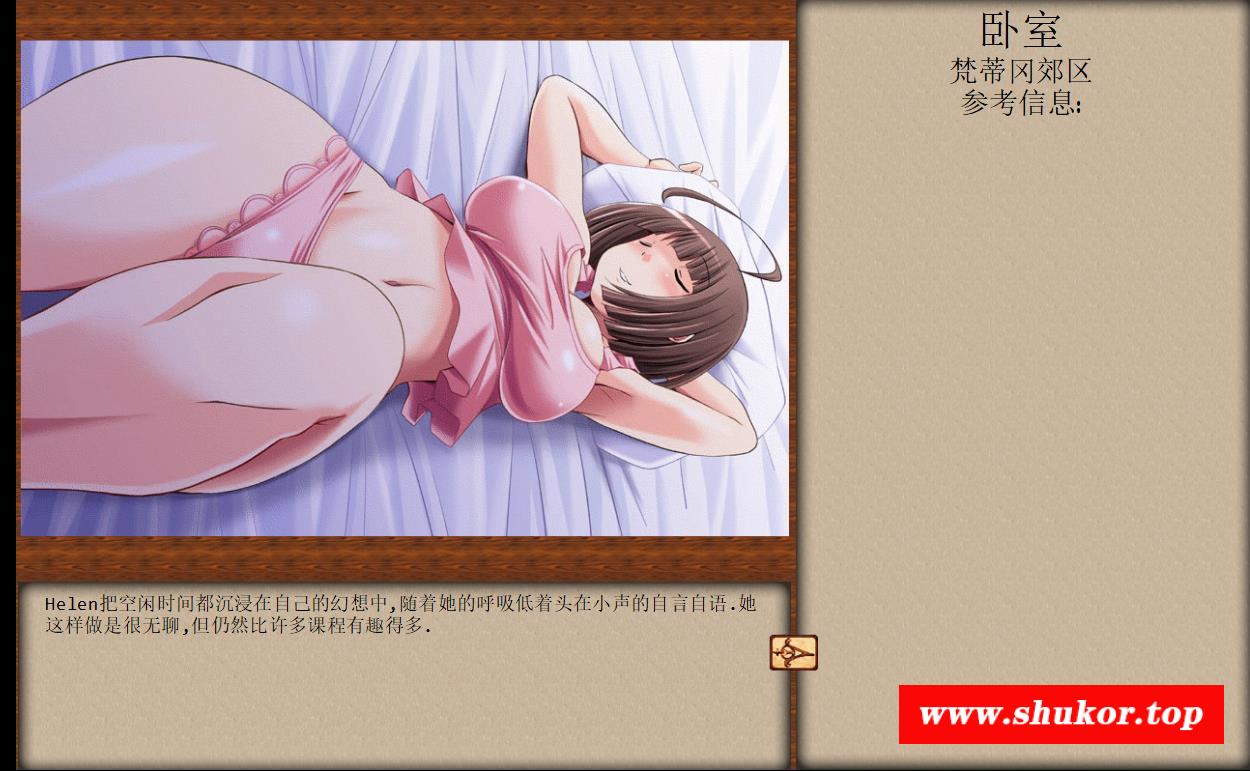 卧室
梵蒂冈郊区
参考信息:
Helen把空闲时间都沉浸在自己的幻想中,随着她的呼吸低着头在小声的自言自语.她
这样做是很无聊,但仍然比许多课程有趣得多.
www.shukor.top